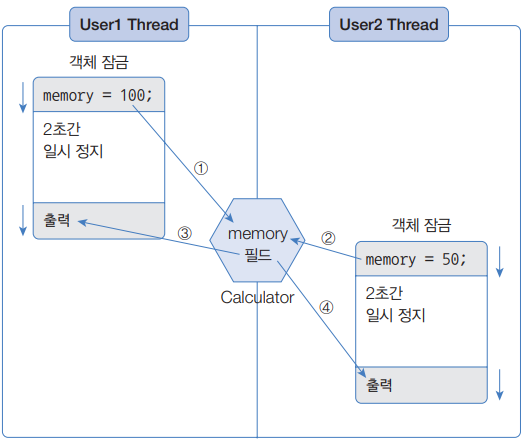 User1 Thread
User2 Thread
객체 잠금
memory = 100;
2초간
일시 정지
①
출력
③
memory
필드
Calculator
②
④
객체 잠금
memory = 50;
2초간
일시 정지
출력